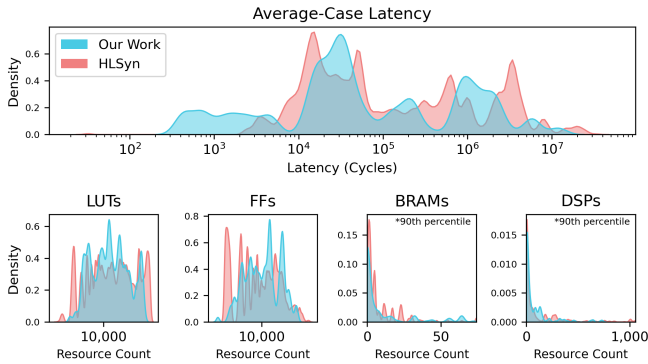 Average-Case Latency
Density
0.6
0.4
0.2
0.0
Our Work
HLSyn
10² 10³ 10⁴ 10⁵ 10⁶ 10⁷
Latency (Cycles)
LUTs
Density
0.6
0.4
0.2
0.0
10,000
Resource Count
FFs
0.8
0.6
0.4
0.2
0.0
10,000
Resource Count
BRAMs
*90th percentile
0.15
0.10
0.05
0.00
0 50
Resource Count
DSPs
*90th percentile
0.015
0.010
0.005
0.000
0 1,000
Resource Count